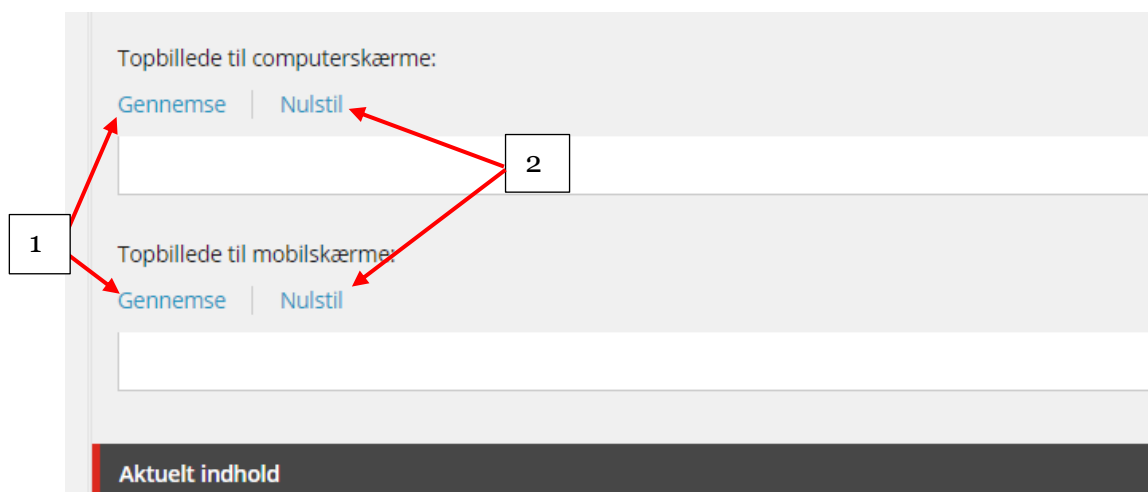 Topbillede til computerskærme:
Gennemse Nulstil
2
1
Topbillede til mobilskærme:
Gennemse Nulstil
Aktuelt indhold